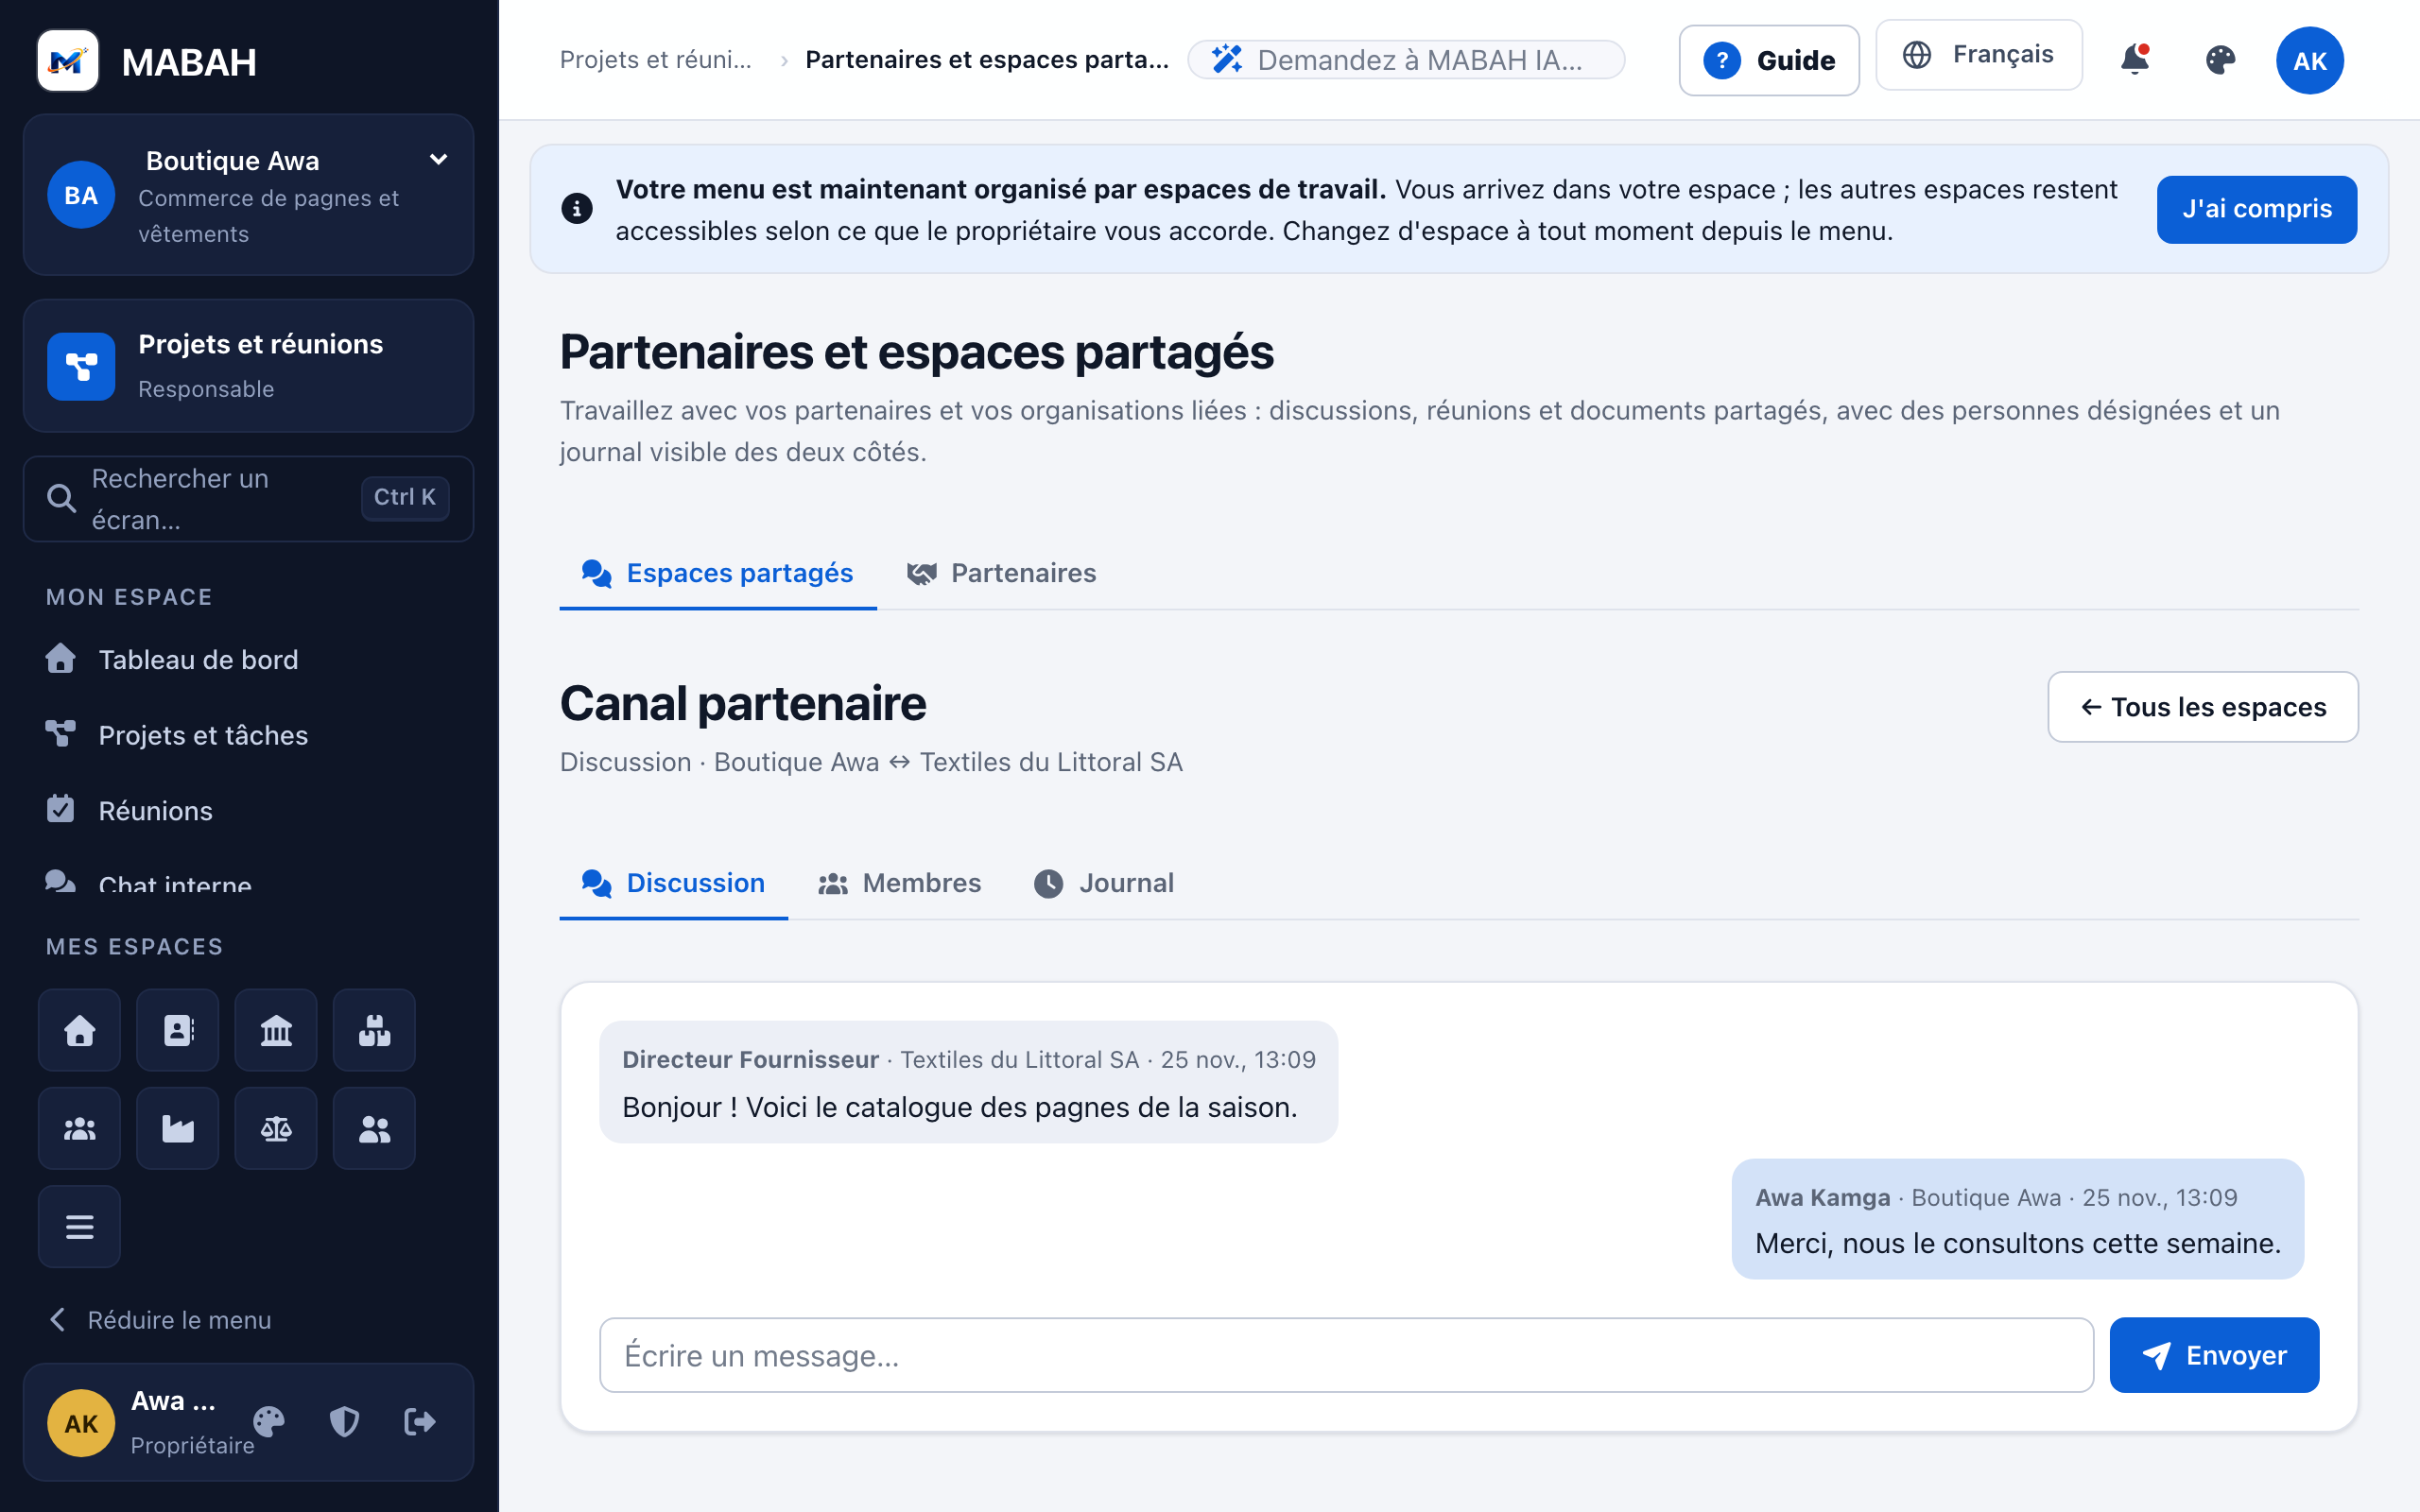 MABAH
BA
Boutique Awa
Commerce de pagnes et
vêtements
Projets et réunions
Responsable
Rechercher un
écran...
Ctrl K
MON ESPACE
Tableau de bord
Projets et tâches
Réunions
Chat interne
MES ESPACES
Réduire le menu
AK
Awa ...
Propriétaire
Projets et réuni... › Partenaires et espaces parta...
Demandez à MABAH IA...
? Guide
Français
AK
Votre menu est maintenant organisé par espaces de travail. Vous arrivez dans votre espace ; les autres espaces restent
accessibles selon ce que le propriétaire vous accorde. Changez d'espace à tout moment depuis le menu.
J'ai compris
Partenaires et espaces partagés
Travaillez avec vos partenaires et vos organisations liées : discussions, réunions et documents partagés, avec des personnes désignées et un
journal visible des deux côtés.
Espaces partagés
Partenaires
Canal partenaire
← Tous les espaces
Discussion · Boutique Awa ↔ Textiles du Littoral SA
Discussion
Membres
Journal
Directeur Fournisseur · Textiles du Littoral SA · 25 nov., 13:09
Bonjour ! Voici le catalogue des pagnes de la saison.
Awa Kamga · Boutique Awa · 25 nov., 13:09
Merci, nous le consultons cette semaine.
Écrire un message...
Envoyer